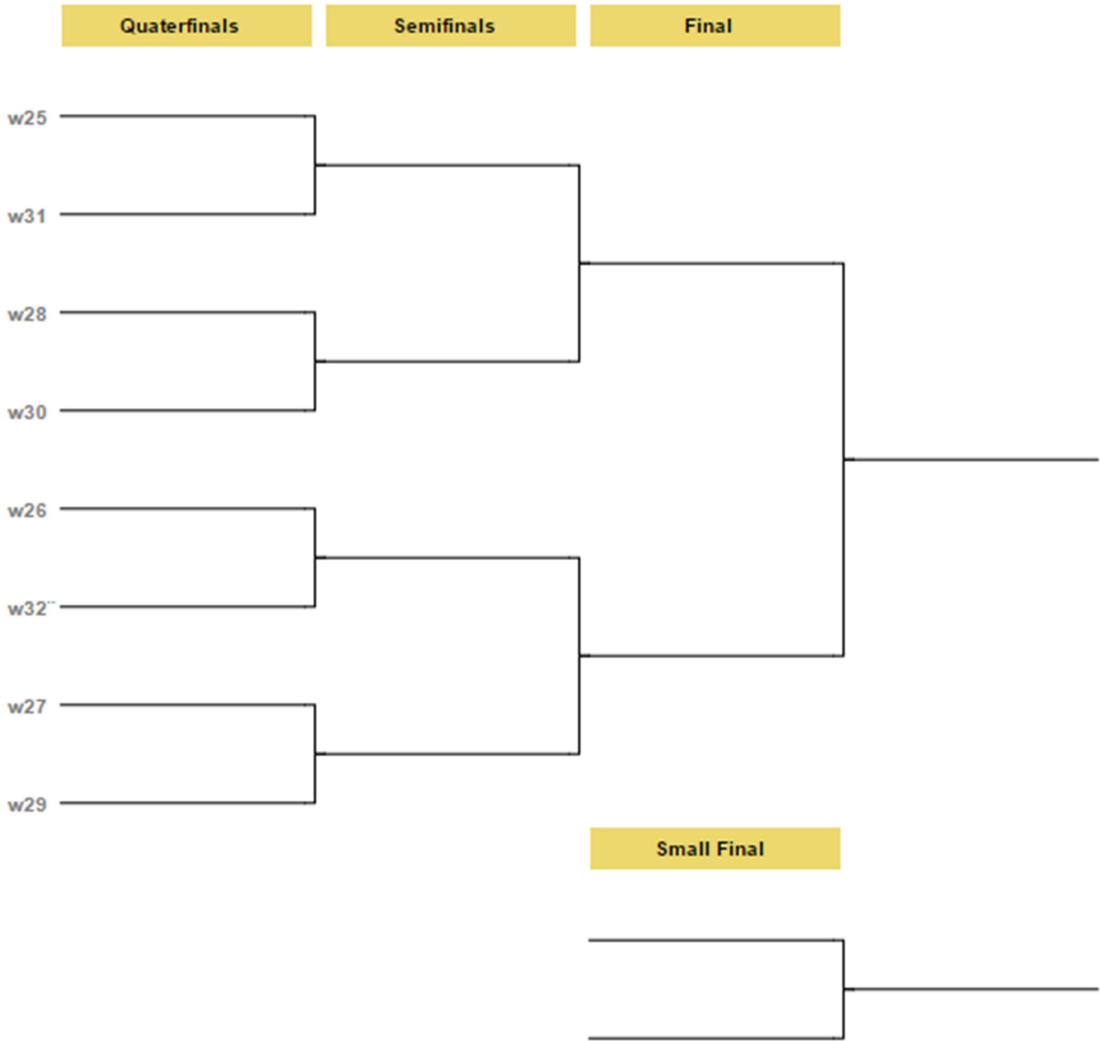 Quaterfinals Semifinals Final
w25
w31
w28
w30
w26
w32¨
w27
w29
Small Final